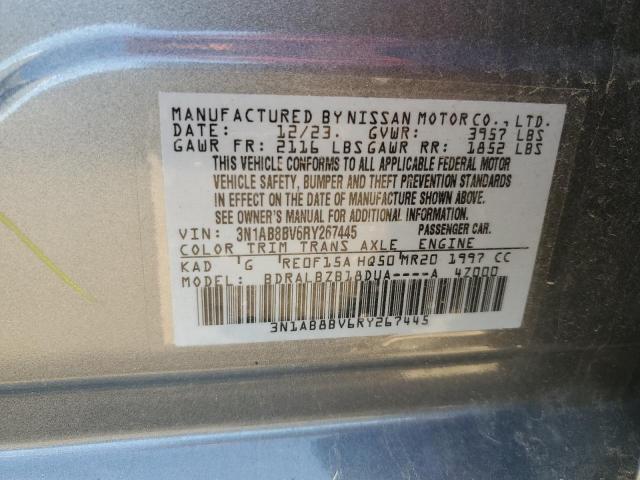 MANUFACTURED BY NISSAN MOTOR CO., LTD.
DATE: 12/23. GVWR: 3957 LBS
GAWR FR: 2116 LBS GAWR RR: 1852 LBS
THIS VEHICLE CONFORMS TO ALL APPLICABLE FEDERAL MOTOR
VEHICLE SAFETY, BUMPER AND THEFT PREVENTION STANDARDS
IN EFFECT ON THE DATE OF MANUFACTURE SHOWN ABOVE.
SEE OWNER'S MANUAL FOR ADDITIONAL INFORMATION.
VIN: 3N1AB8BV6RY267445 PASSENGER CAR.
COLOR TRIM TRANS AXLE ENGINE
KAD G RE0F15A HQ50 MR20 1997 CC
MODEL: BDRALBZB18DUA----A 4Z000
3N1AB8BV6RY267445